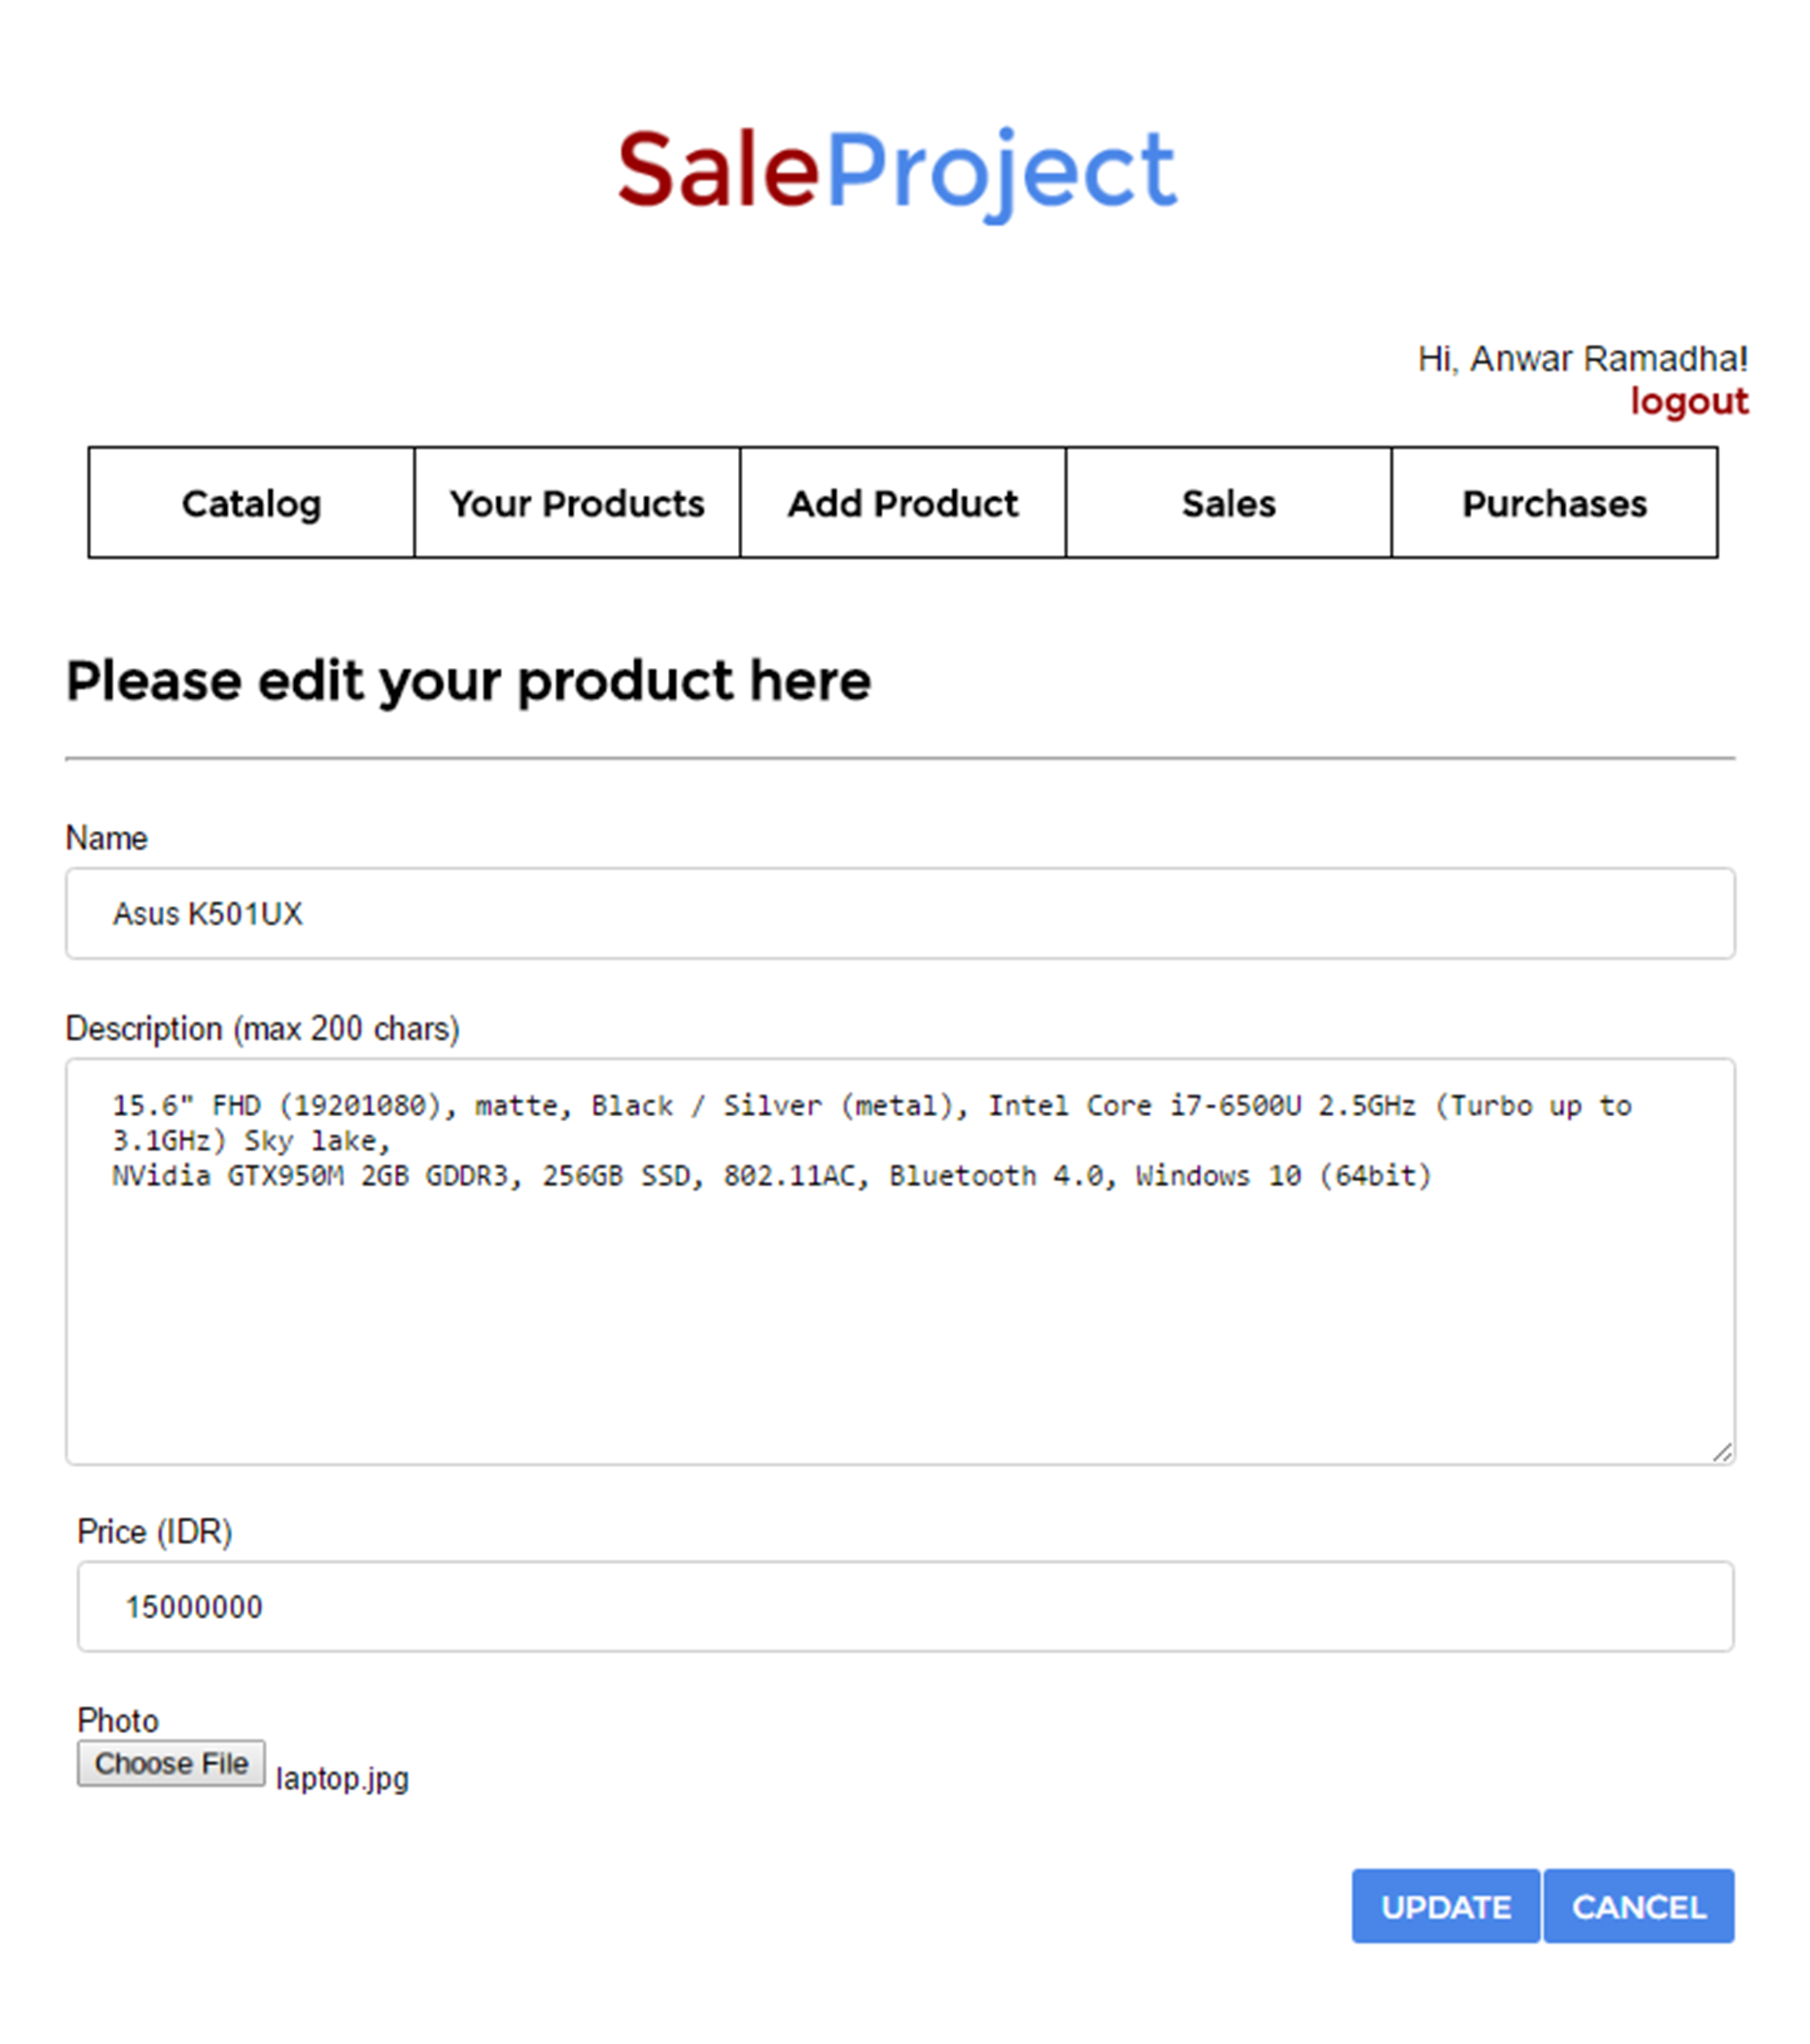 SaleProject
Hi, Anwar Ramadha!
logout
Catalog
Your Products
Add Product
Sales
Purchases
Please edit your product here
Name
Asus K501UX
Description (max 200 chars)
15.6" FHD (19201080), matte, Black / Silver (metal), Intel Core i7-6500U 2.5GHz (Turbo up to
3.1GHz) Sky lake,
NVidia GTX950M 2GB GDDR3, 256GB SSD, 802.11AC, Bluetooth 4.0, Windows 10 (64bit)
Price (IDR)
15000000
Photo
Choose File laptop.jpg
UPDATE CANCEL